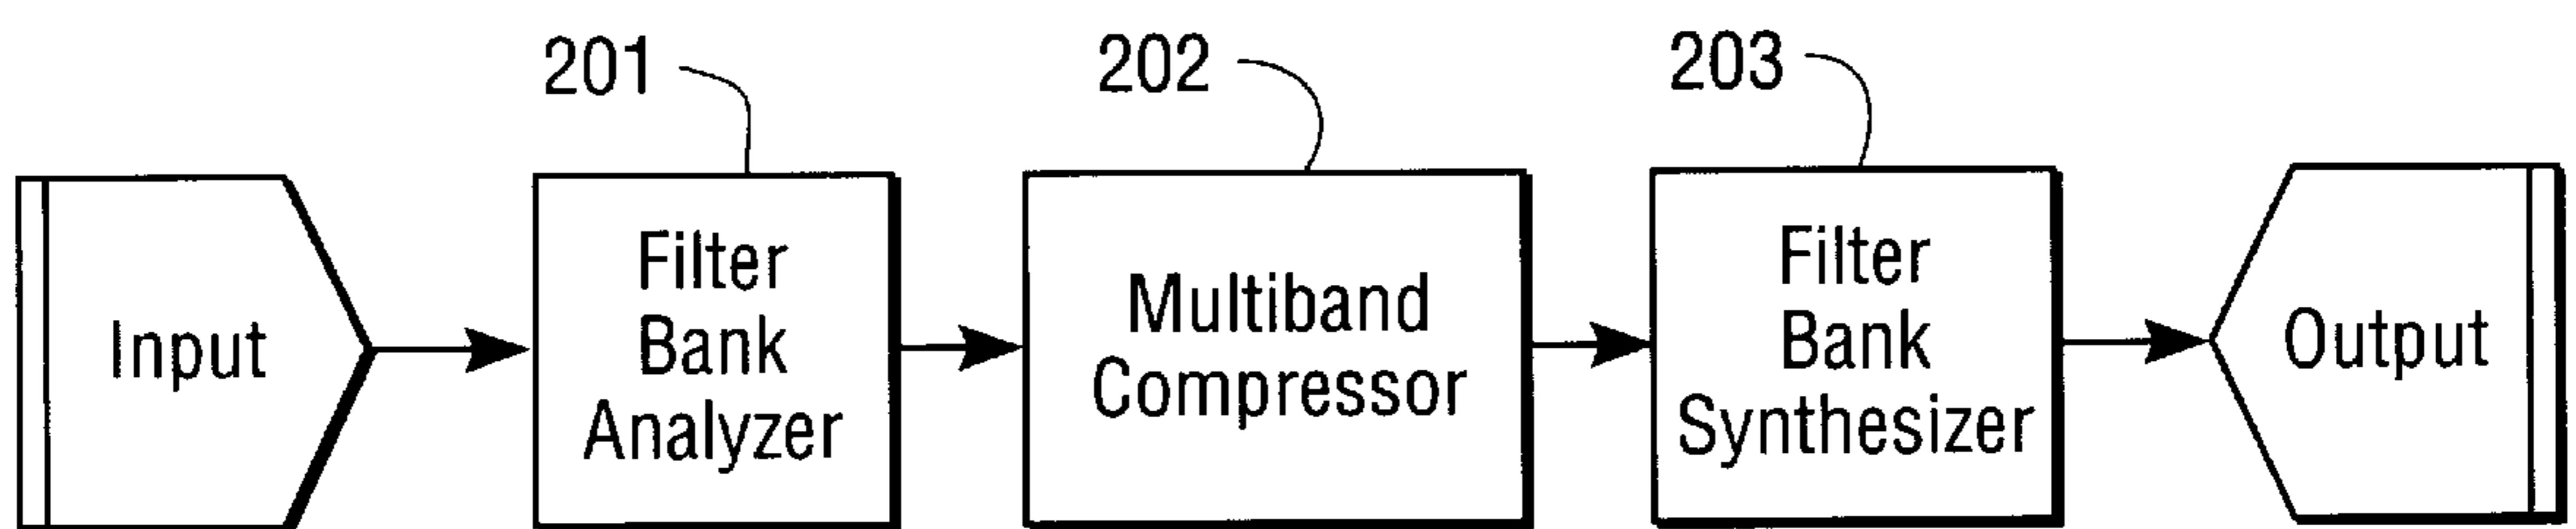 201
202
203
Input
Filter
Bank
Analyzer
Multiband
Compressor
Filter
Bank
Synthesizer
Output